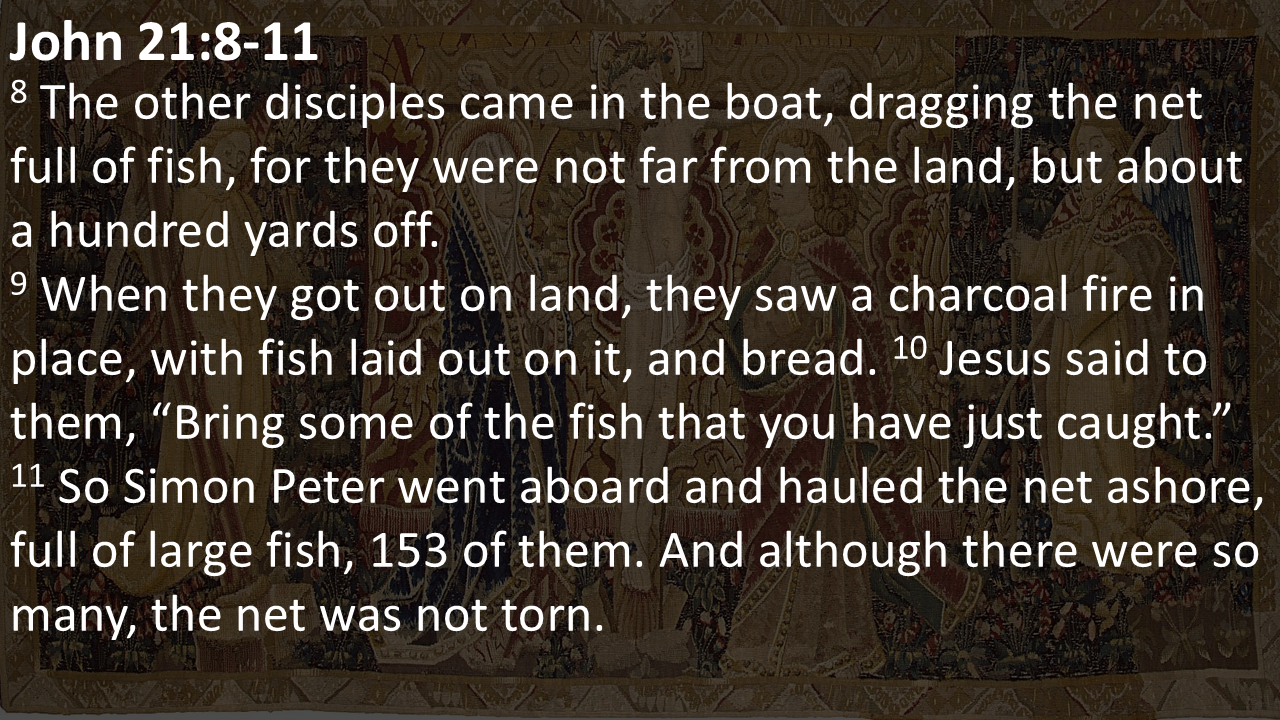 John 21:8-11
8 The other disciples came in the boat, dragging the net
full of fish, for they were not far from the land, but about
a hundred yards off.
9 When they got out on land, they saw a charcoal fire in
place, with fish laid out on it, and bread. 10 Jesus said to
them, “Bring some of the fish that you have just caught.”
11 So Simon Peter went aboard and hauled the net ashore,
full of large fish, 153 of them. And although there were so
many, the net was not torn.